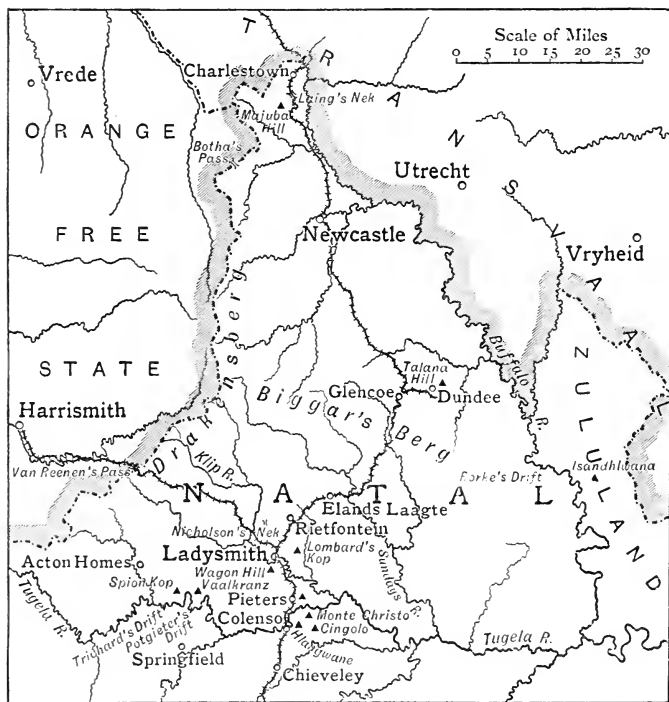 Scale of Miles
0 5 10 15 20 25 30
TRANSVAAL
Charlestown
Vrede
Laing's Nek
Majuba
Hill
ORANGE
Botha's
Pass
Utrecht
FREE
Newcastle
Vryheid
STATE
Drakensberg
Buffalo R.
ZULULAND
Talana
Hill
Glencoe
Dundee
Biggar's Berg
Harrismith
Van Reenen's Pass
Klip R.
Rorke's Drift
Isandhlwana
NATAL
Elands Laagte
Nicholson's Nek
Rietfontein
Ladysmith
Lombard's
Kop
Acton Homes
Wagon Hill
Sundays R.
Spion Kop
Vaalkranz
Pieters
Tugela R.
Monte Christo
Trichard's Drift
Potgieter's
Drift
Colenso
Cingolo
Hlangwane
Tugela R.
Springfield
Chieveley